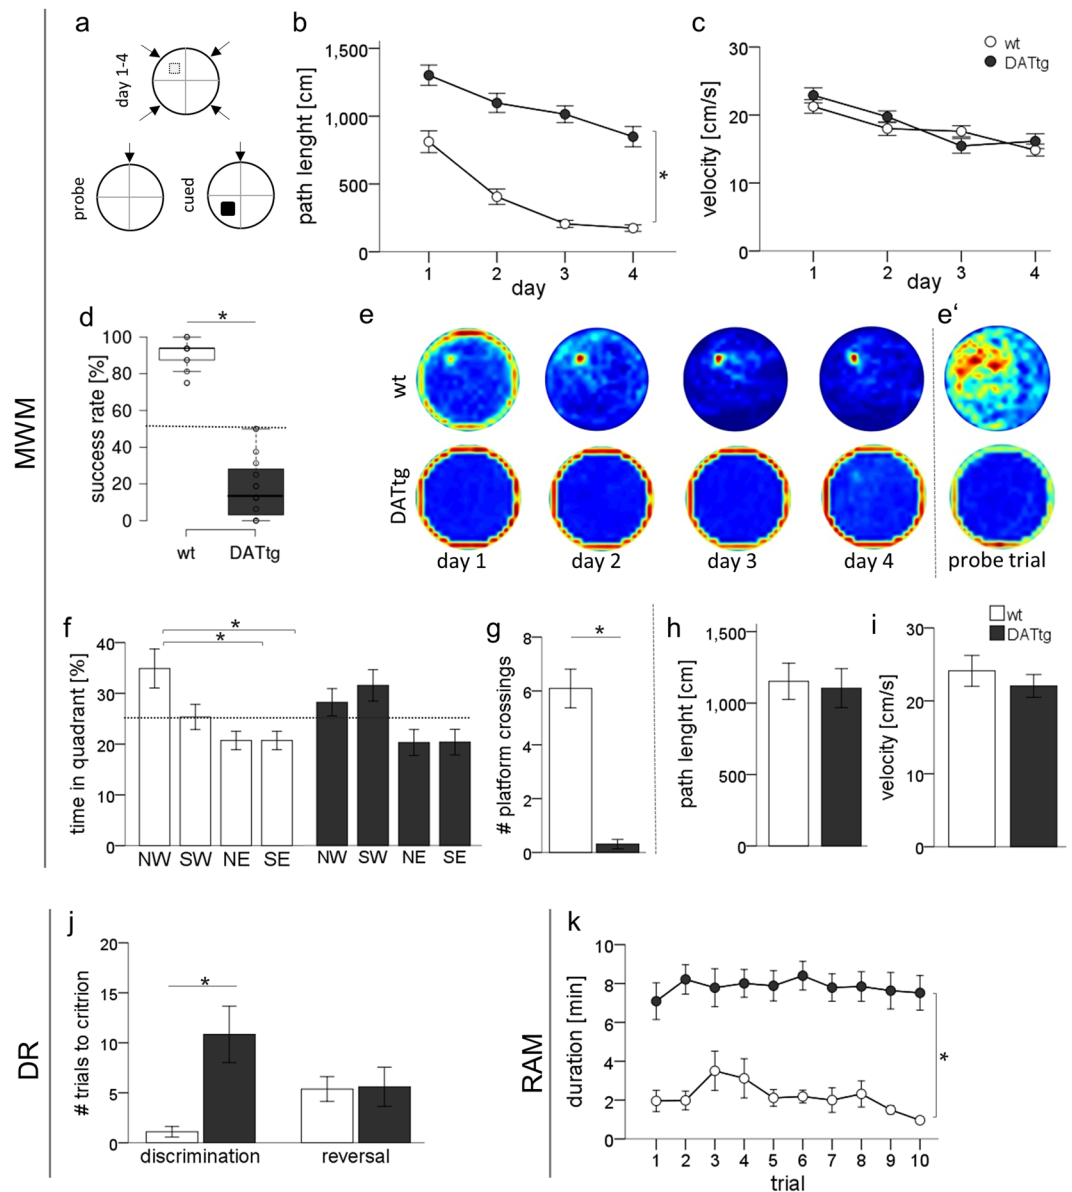 MWM
a
day 1-4
probe
cued
b
path lenght [cm]
1,500
1,000
500
0
1 2 3 4
day
*
c
velocity [cm/s]
30
20
10
0
1 2 3 4
day
wt
DATtg
d
success rate [%]
100
80
60
40
20
0
*
wt DATtg
e
e‘
wt
DATtg
day 1 day 2 day 3 day 4 probe trial
f
time in quadrant [%]
40
30
20
10
0
*
*
NW SW NE SE NW SW NE SE
g
# platform crossings
8
6
4
2
0
*
h
path lenght [cm]
1,500
1,000
500
0
i
velocity [cm/s]
30
20
10
0
wt
DATtg
DR
j
# trials to critrion
20
15
10
5
0
*
discrimination reversal
RAM
k
duration [min]
10
8
6
4
2
0
*
1 2 3 4 5 6 7 8 9 10
trial